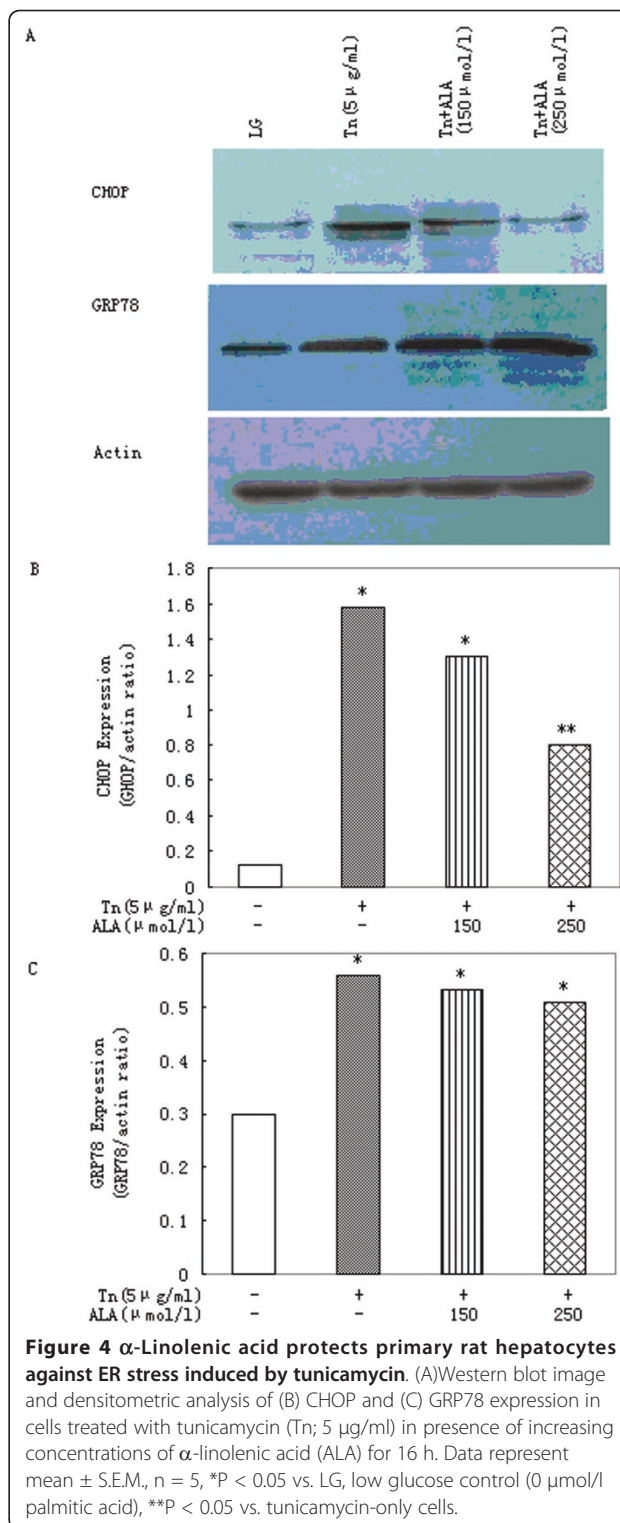 A
LG
Tn(5μg/ml)
Tn+AlA
(150μmol/l)
Tn+AlA
(250μmol/l)
CHOP
GRP78
Actin
B
CHOP Expression
(GHOP/actin ratio)
1.8
1.6
1.4
1.2
1
0.8
0.6
0.4
0.2
0
*
*
**
Tn(5μg/ml) - + + +
ALA(μmol/l) - - 150 250
C
GRP78 Expression
(GRP78/actin ratio)
0.6
0.5
0.4
0.3
0.2
0.1
0
*
*
*
Tn(5μg/ml) - + + +
ALA(μmol/l) - - 150 250
Figure 4 α-Linolenic acid protects primary rat hepatocytes
against ER stress induced by tunicamycin. (A)Western blot image
and densitometric analysis of (B) CHOP and (C) GRP78 expression in
cells treated with tunicamycin (Tn; 5 μg/ml) in presence of increasing
concentrations of α-linolenic acid (ALA) for 16 h. Data represent
mean ± S.E.M., n = 5, *P < 0.05 vs. LG, low glucose control (0 μmol/l
palmitic acid), **P < 0.05 vs. tunicamycin-only cells.